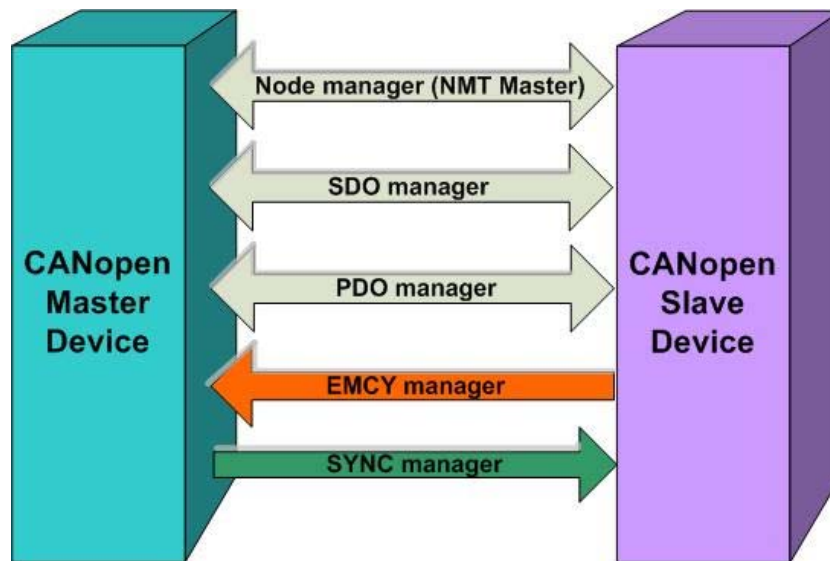 CANopen
Master
Device
Node manager (NMT Master)
SDO manager
PDO manager
EMCY manager
SYNC manager
CANopen
Slave
Device